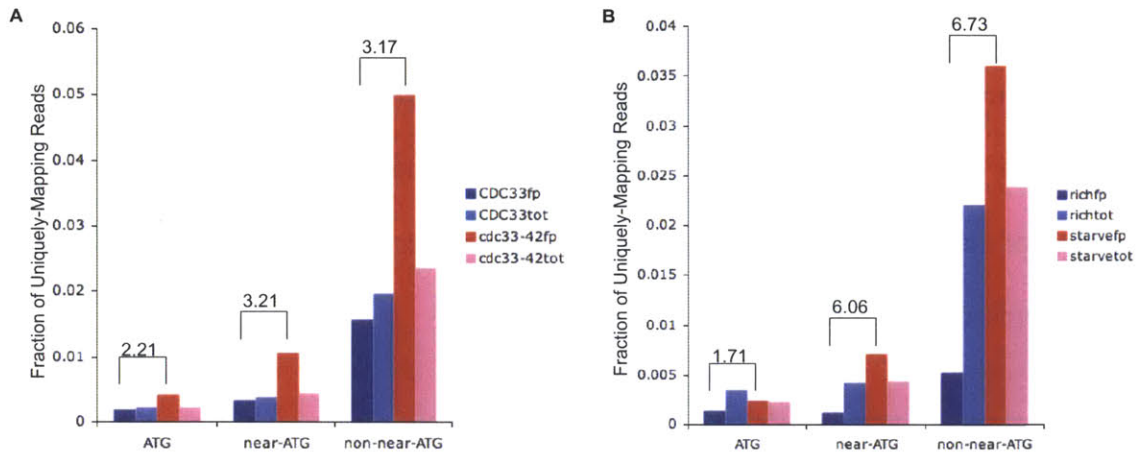 A
0.06
0.05
0.04
0.03
0.02
0.01
0
Fraction of Uniquely-Mapping Reads
2.21
3.21
3.17
ATG
near-ATG
non-near-ATG
CDC33fp
CDC33tot
cdc33-42fp
cdc33-42tot
B
0.04
0.035
0.03
0.025
0.02
0.015
0.01
0.005
0
Fraction of Uniquely-Mapping Reads
1.71
6.06
6.73
ATG
near-ATG
non-near-ATG
richfp
richtot
starvefp
starvetot